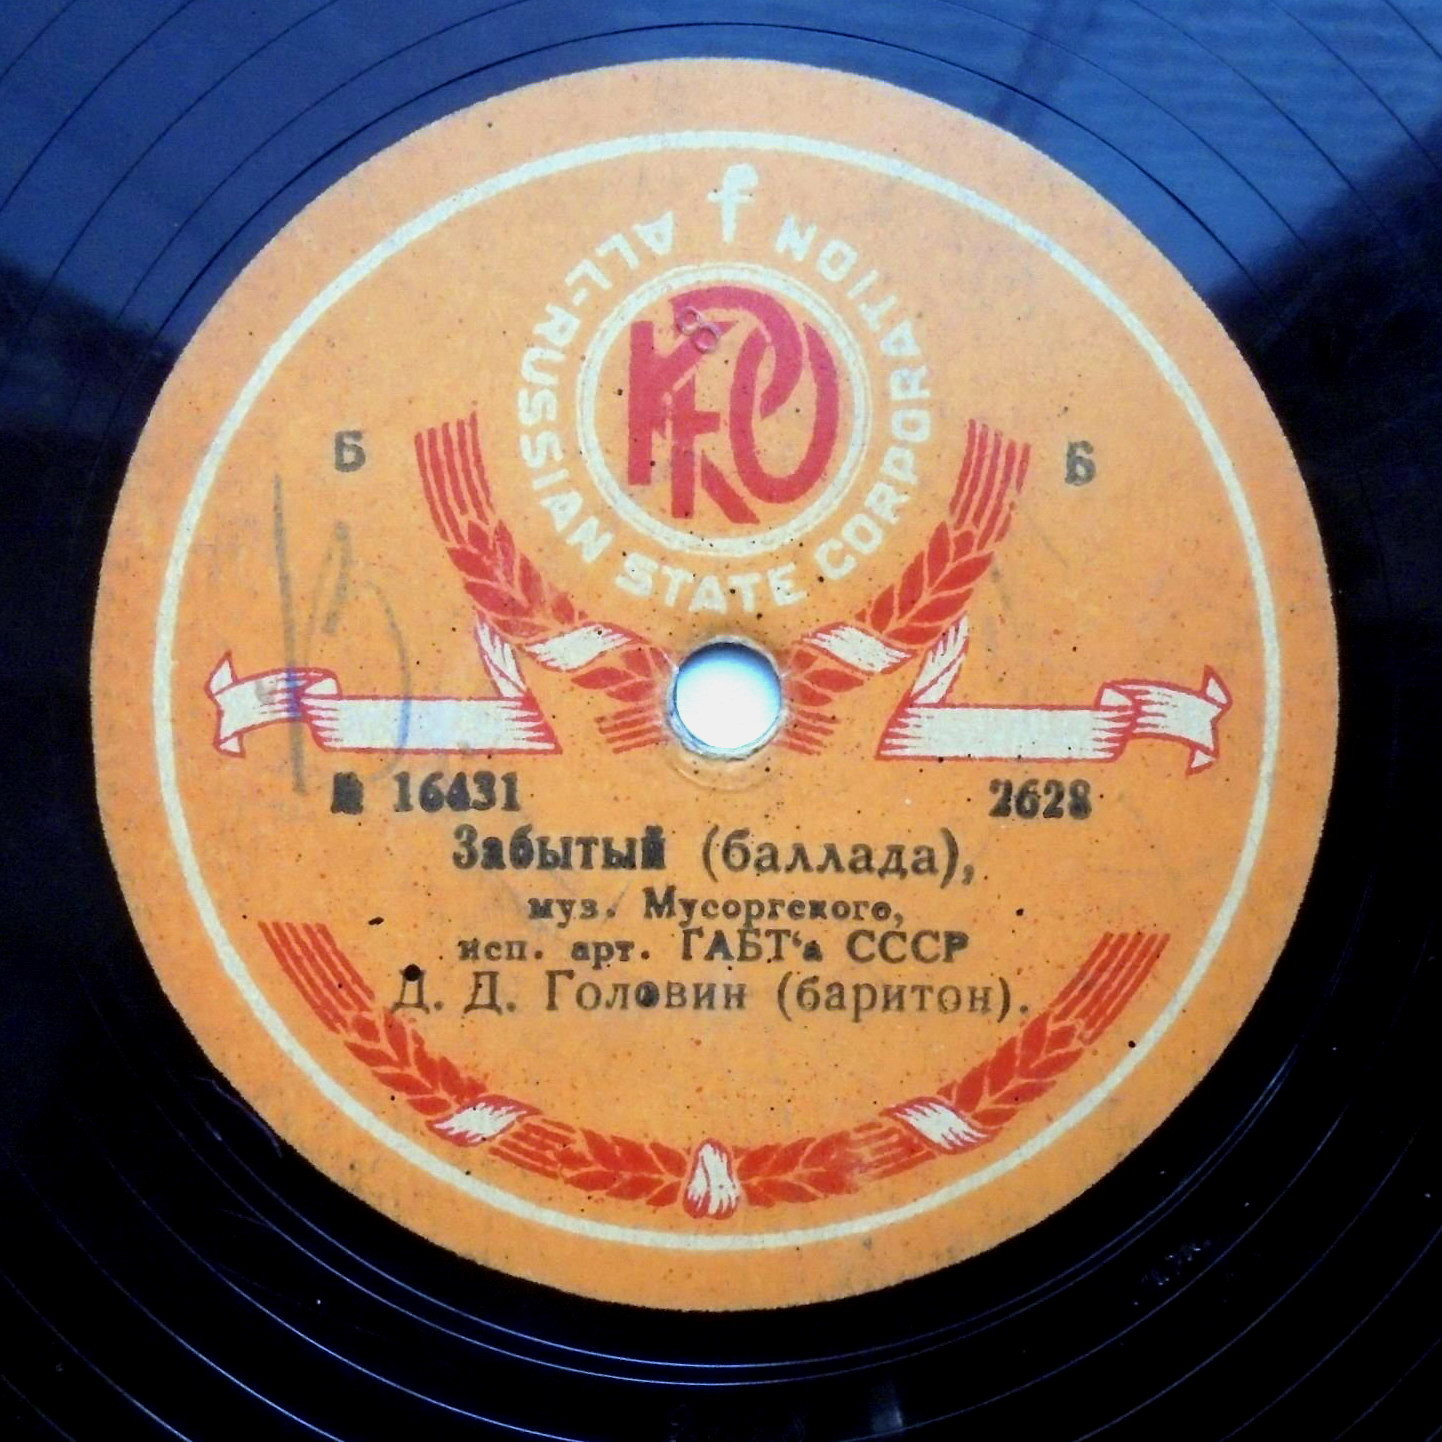 ALL-RUSSIAN STATE CORPORATION
Б Б
№ 16431 2628
Забытый (баллада),
муз. Мусоргского,
исп. арт. ГАБТ‘а СССР
Д. Д. Головин (баритон).